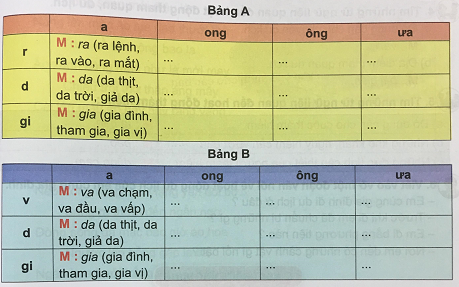 Bảng A
a ong ông ưa
r M : ra (ra lệnh, ra vào, ra mắt) ... ... ...
d M : da (da thịt, da trời, giả da) ... ... ...
gi M : gia (gia đình, tham gia, gia vị) ... ... ...
Bảng B
a ong ông ưa
v M : va (va chạm, va đầu, va vấp) ... ... ...
d M : da (da thịt, da trời, giả da) ... ... ...
gi M : gia (gia đình, tham gia, gia vị) ... ... ...